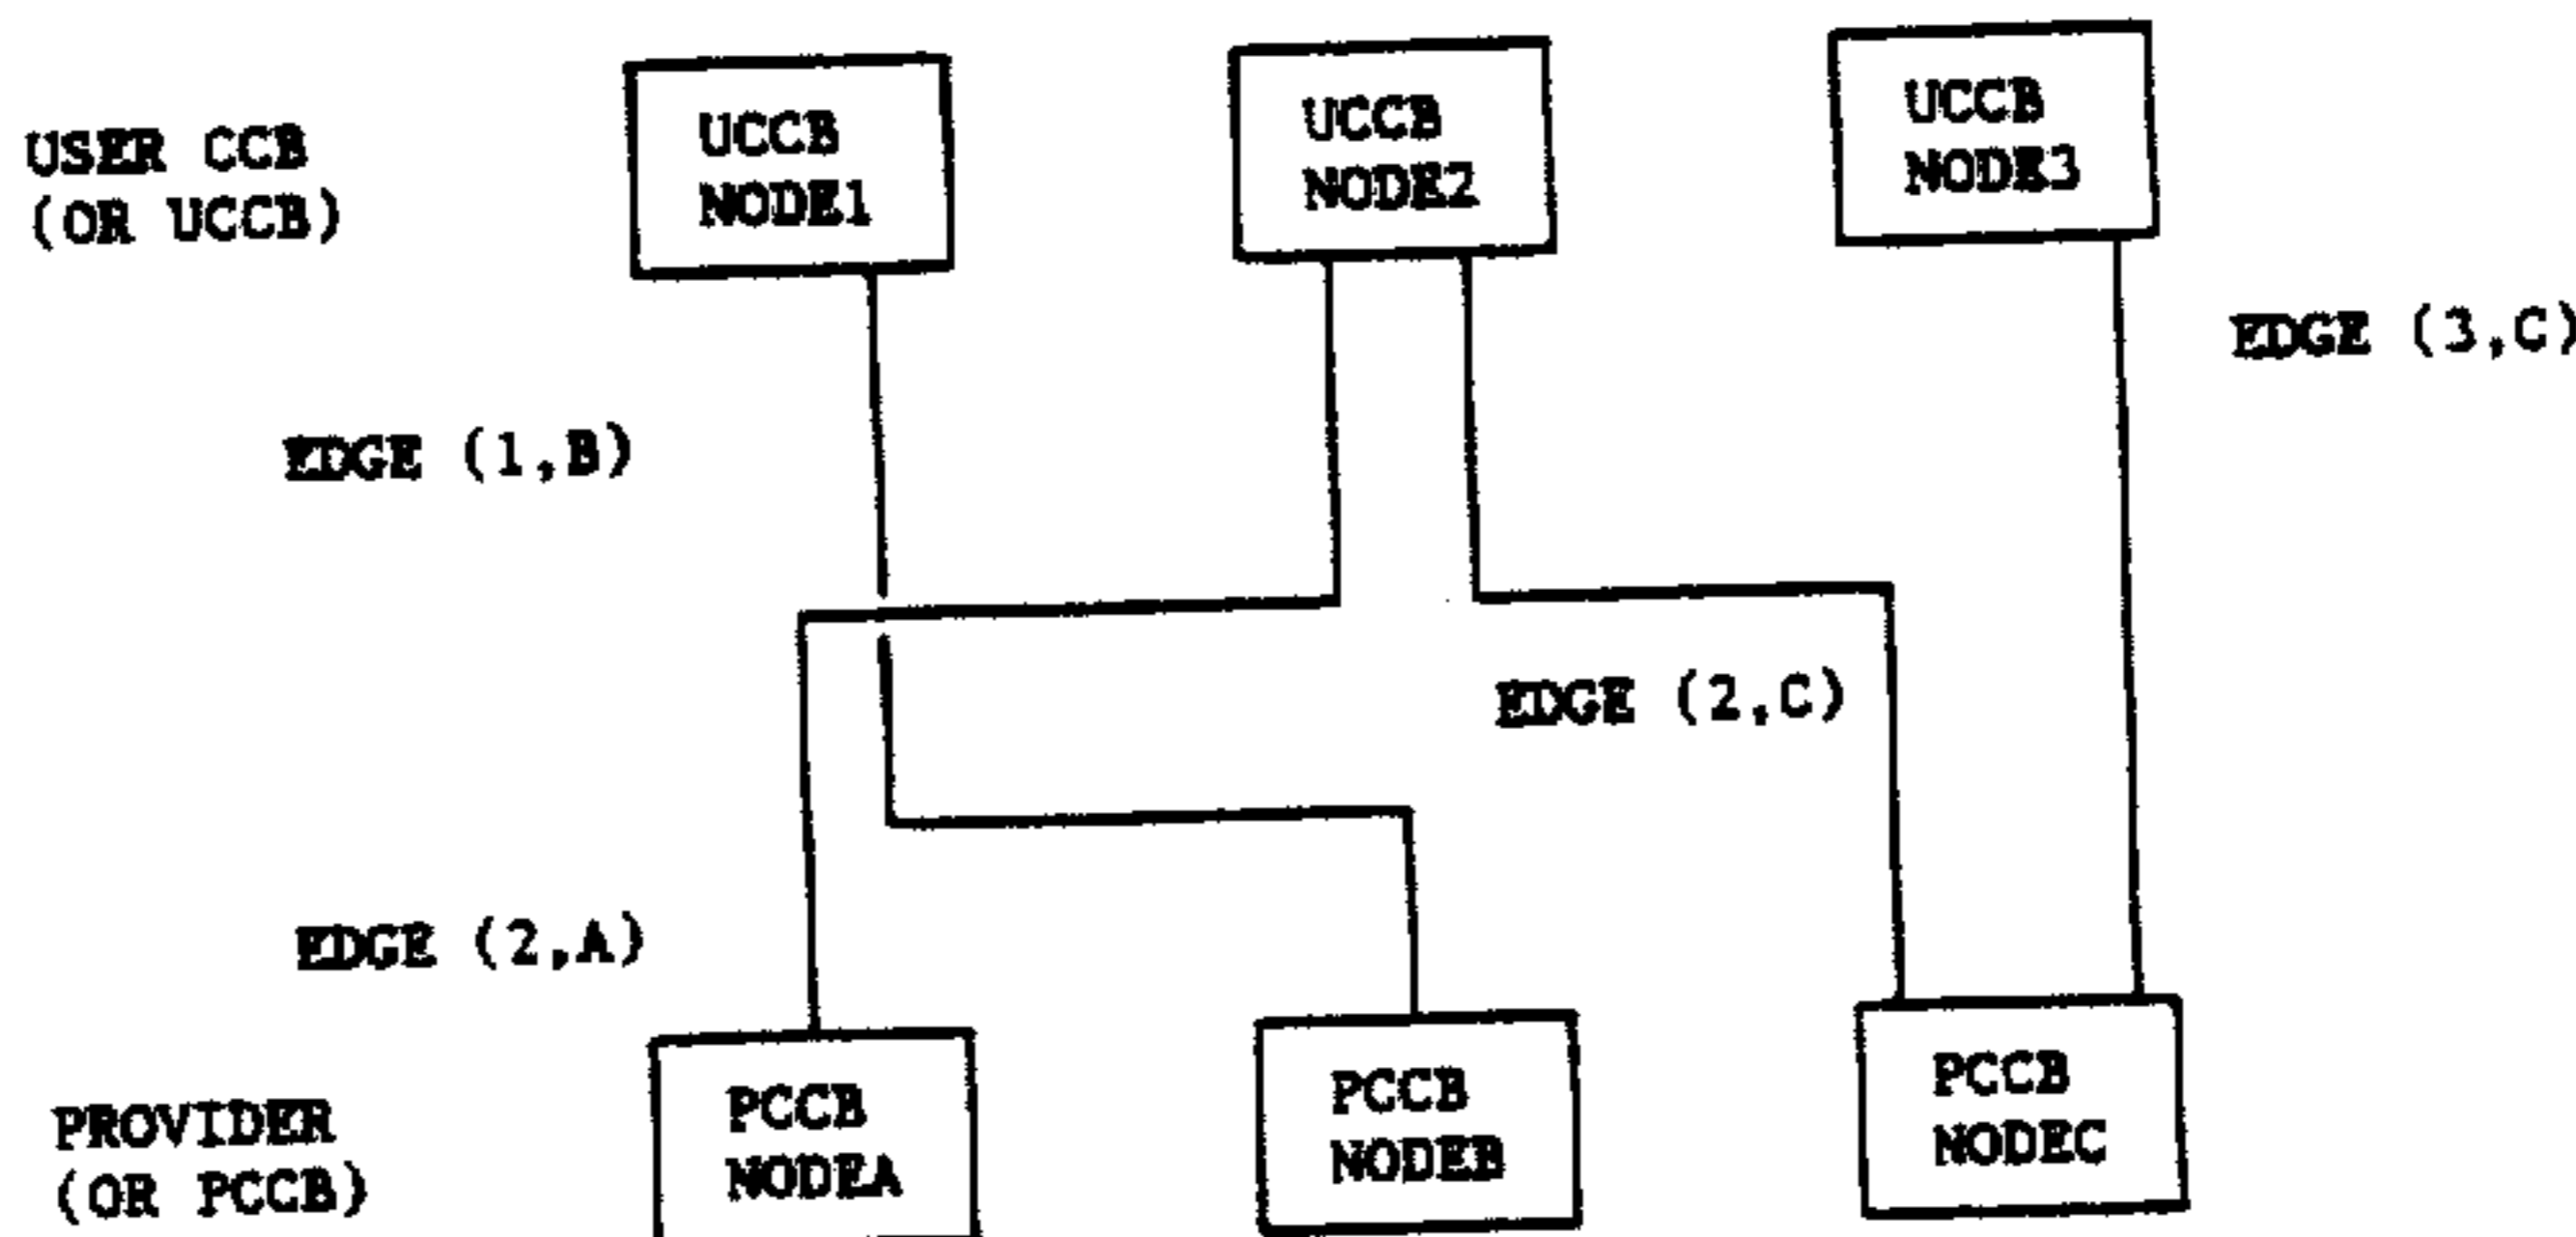 USER CCB
(OR UCCB)
UCCB
NODE1
UCCB
NODE2
UCCB
NODE3
EDGE (3,C)
EDGE (1,B)
EDGE (2,C)
EDGE (2,A)
PROVIDER
(OR PCCB)
PCCB
NODEA
PCCB
NODEB
PCCB
NODEC